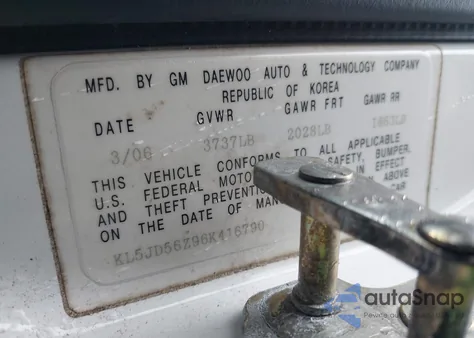 MFD. BY GM DAEWOO AUTO & TECHNOLOGY COMPANY
REPUBLIC OF KOREA
DATE GVWR GAWR FRT GAWR RR
3/06 3737LB 2028LB
THIS VEHICLE CONFORMS TO ALL APPLICABLE
U.S. FEDERAL MOTOR SAFETY, BUMPER,
AND THEFT PREVENTION IN EFFECT
ON THE DATE OF ABOVE
CAR
KL5JD56Z96K416790
autoSnap